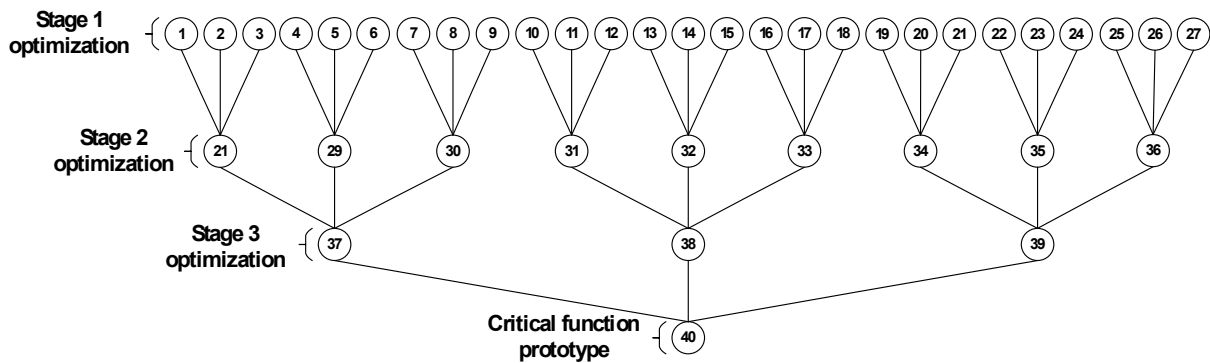 Stage 1
optimization
1 2 3 4 5 6 7 8 9 10 11 12 13 14 15 16 17 18 19 20 21 22 23 24 25 26 27
Stage 2
optimization
21 29 30 31 32 33 34 35 36
Stage 3
optimization
37 38 39
Critical function
prototype
40